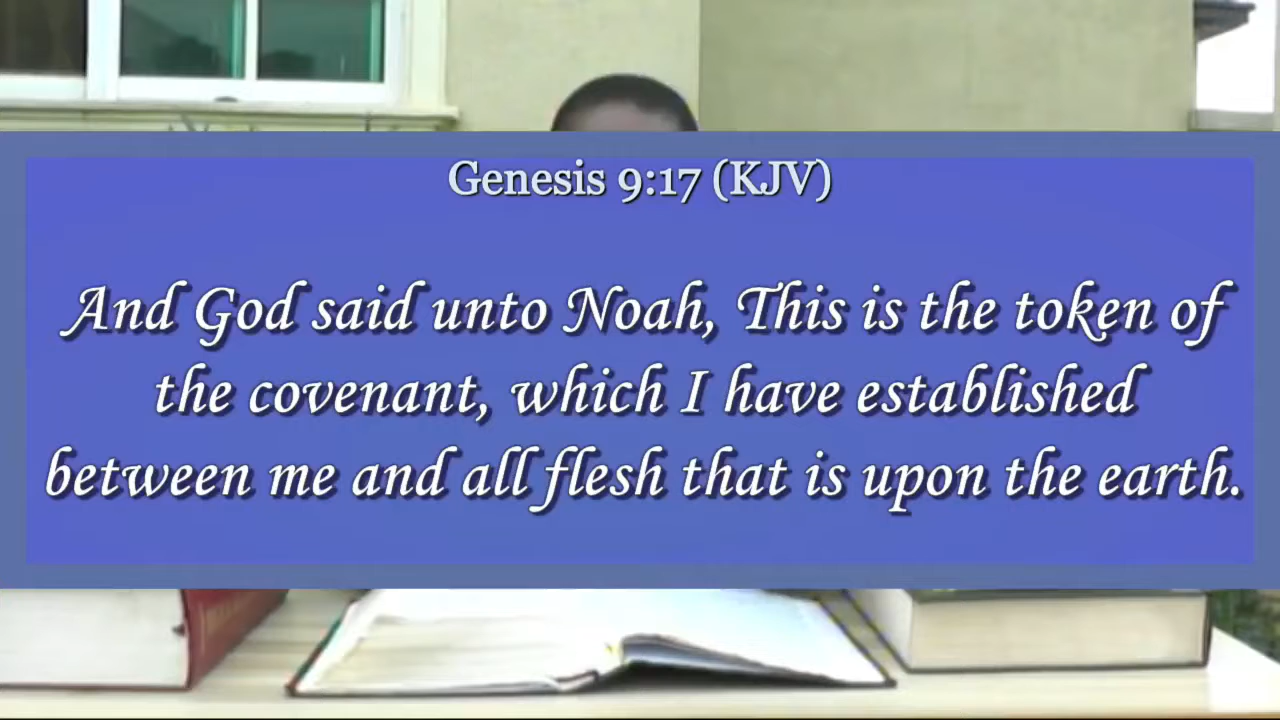 Genesis 9:17 (KJV)
And God said unto Noah, This is the token of
the covenant, which I have established
between me and all flesh that is upon the earth.